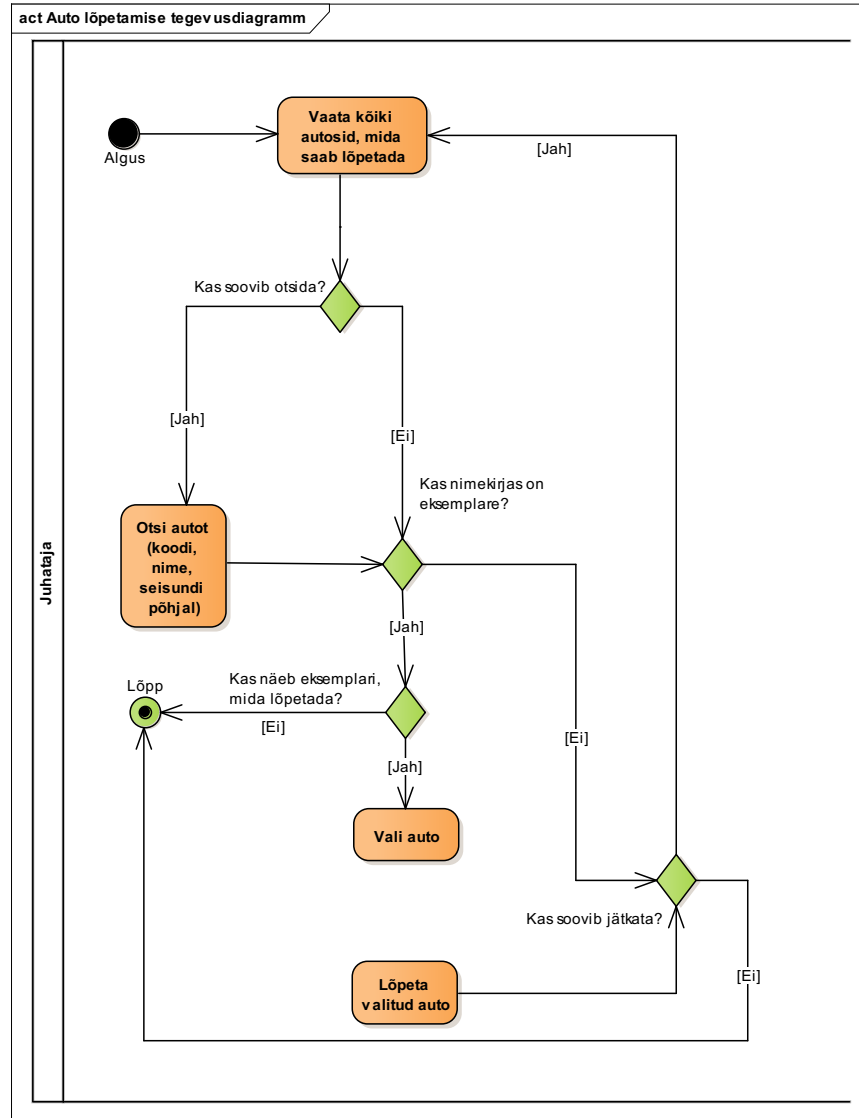 act Auto lõpetamise tegevusdiagramm
Juhataja
Algus
Vaata kõiki
autosid, mida
saab lõpetada
[Jah]
Kas soovib otsida?
[Jah]
[Ei]
Kas nimekirjas on
eksemplare?
Otsi autot
(koodi,
nime,
seisundi
põhjal)
[Jah]
Kas näeb eksemplari,
mida lõpetada?
Lõpp
[Ei]
[Ei]
[Jah]
Vali auto
Kas soovib jätkata?
[Ei]
Lõpeta
valitud auto